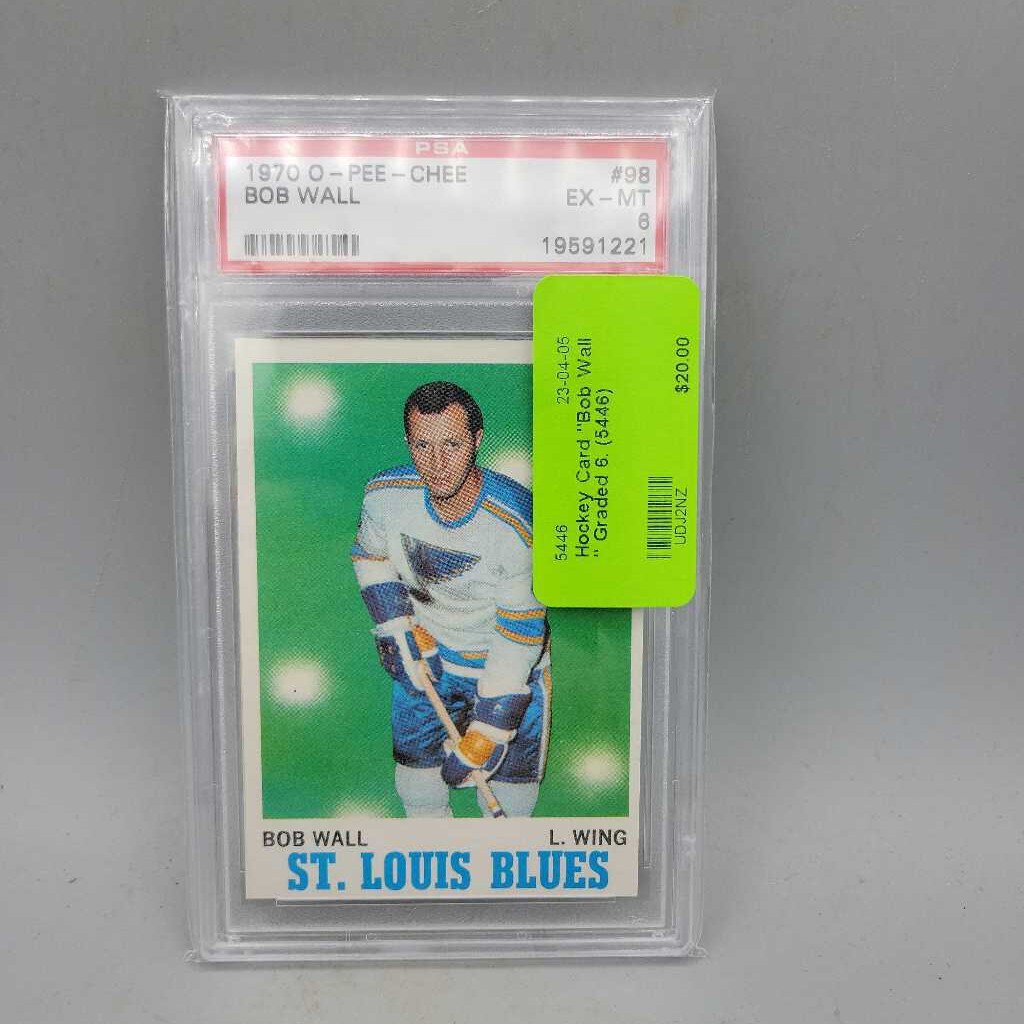 PSA
1970 O-PEE-CHEE #98
BOB WALL EX-MT
6
19591221
5446 23-04-05
Hockey Card "Bob Wall
" Graded 6. (5446)
$20.00
UDJ2NZ
BOB WALL L. WING
ST. LOUIS BLUES